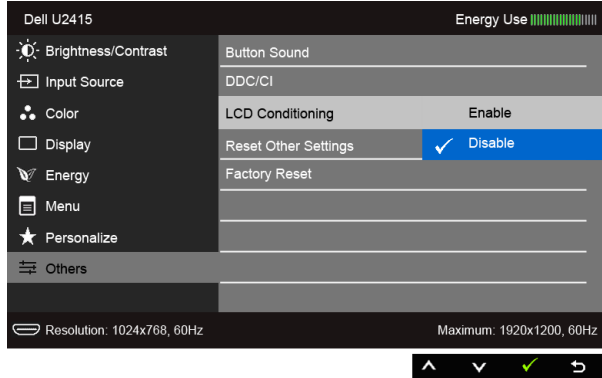 Dell U2415 Energy Use
Brightness/Contrast Button Sound
Input Source DDC/CI
Color LCD Conditioning Enable
Display Reset Other Settings Disable
Energy Factory Reset
Menu
Personalize
Others
Resolution: 1024x768, 60Hz Maximum: 1920x1200, 60Hz